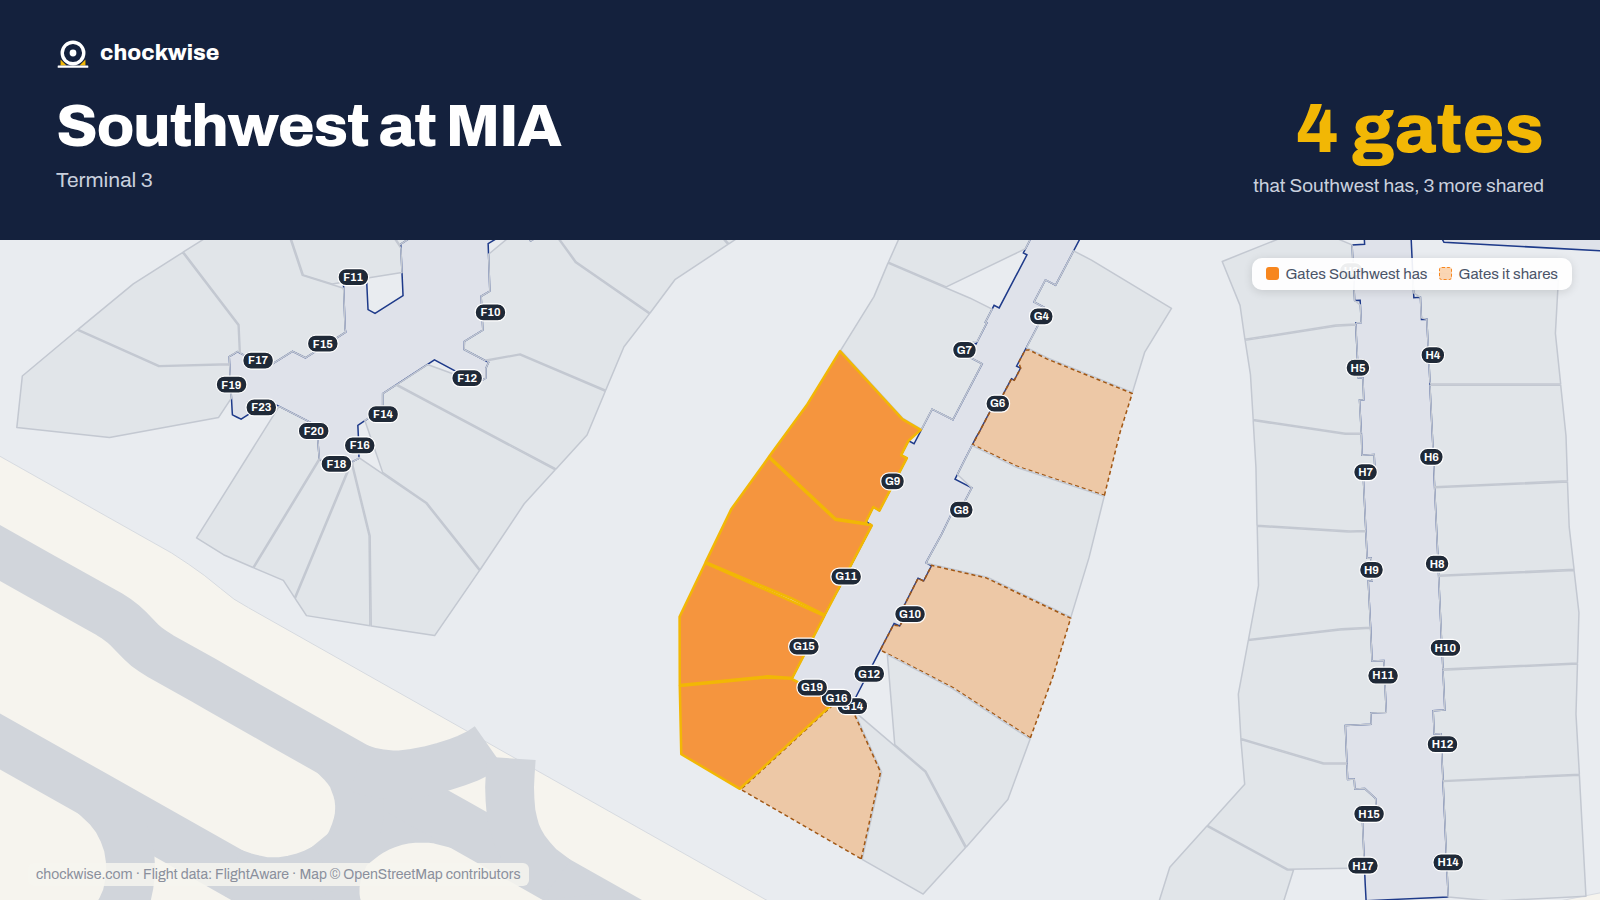 chockwise
Southwest at MIA
Terminal 3
4 gates
that Southwest has, 3 more shared
Gates Southwest has
Gates it shares
F11
F10
F15
F17
F12
F19
F23
F14
F20
F16
F18
G4
G7
G6
G9
G8
G11
G10
G15
G12
G19
G16
G14
H4
H5
H6
H7
H8
H9
H10
H11
H12
H15
H14
H17
chockwise.com · Flight data: FlightAware · Map © OpenStreetMap contributors